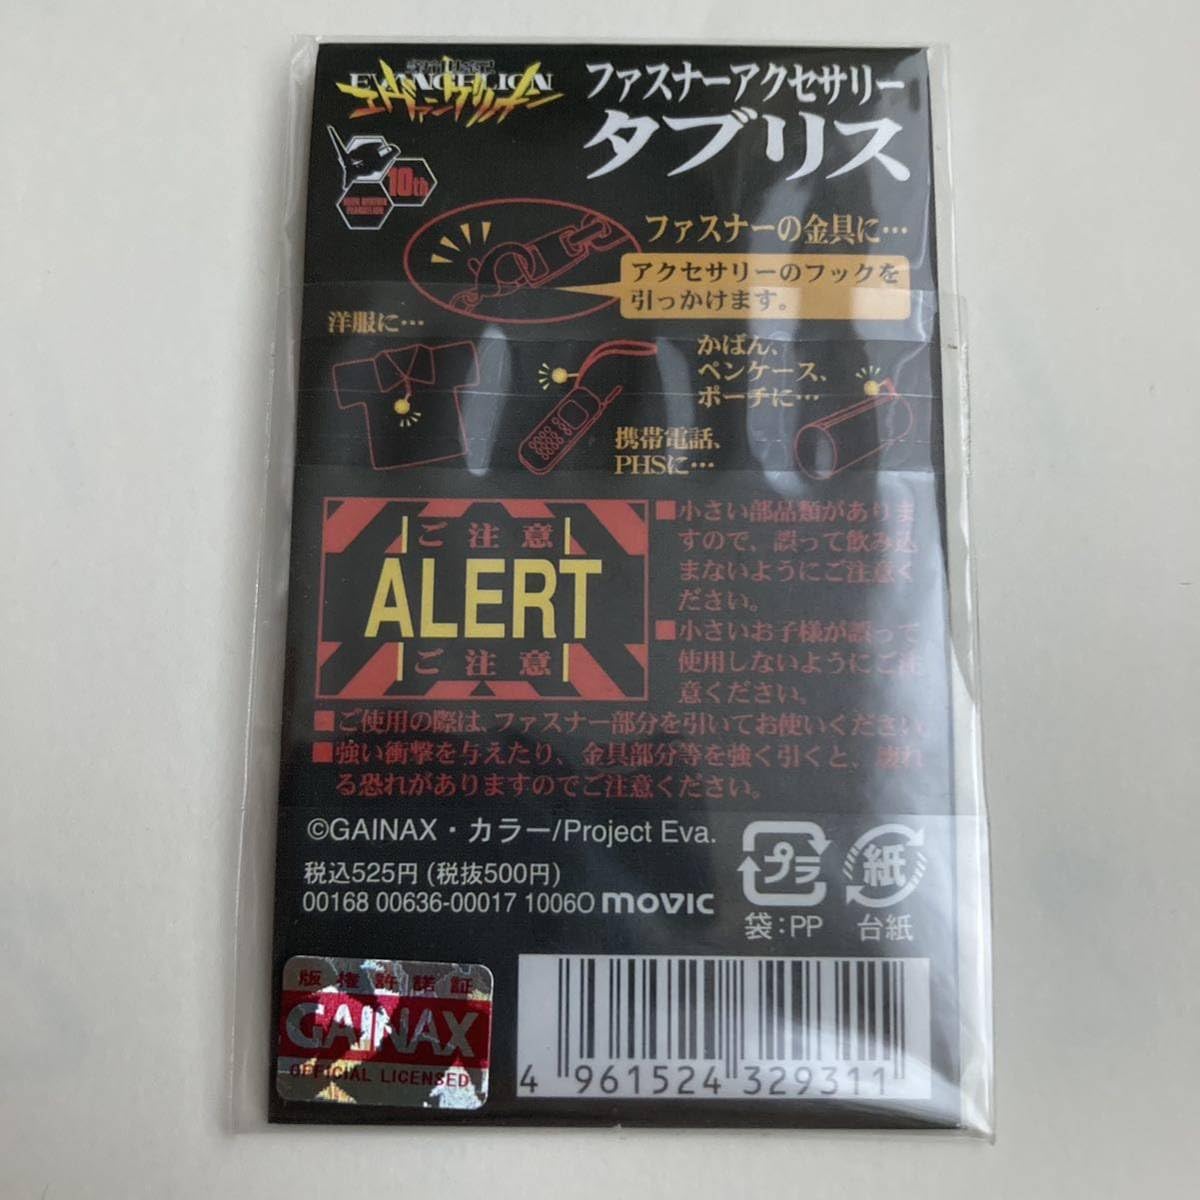 新世紀
EVANGELION
エヴァンゲリオン
10th
ファスナーアクセサリー
タブリス
ファスナーの金具に…
アクセサリーのフックを
引っかけます。
洋服に…
かばん、
ペンケース、
ポーチに…
携帯電話、
PHSに…
ご注意
ALERT
ご注意
■小さい部品類がありま
すので、誤って飲み込
まないようにご注意く
ださい。
■小さいお子様が誤って
使用しないようにご注
意ください。
■ご使用の際は、ファスナー部分を引いてお使いください
■強い衝撃を与えたり、金具部分等を強く引くと、壊れ
る恐れがありますのでご注意ください。
©GAINAX・カラー/Project Eva.
税込525円(税抜500円)
00168 00636-00017 1006O movic
プラ
袋:PP
紙
台紙
版権許諾証
GAINAX
OFFICIAL LICENSED
4 961524 329311